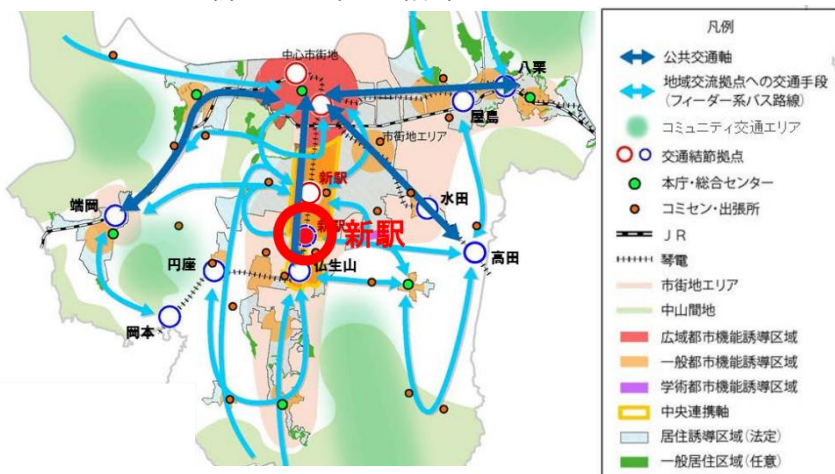 中心市街地
八栗
屋島
市街地エリア
新駅
水田
端岡
新駅
新駅
円座
仏生山
高田
岡本
凡例
公共交通軸
地域交流拠点への交通手段
(フィーダー系バス路線)
コミュニティ交通エリア
交通結節拠点
本庁・総合センター
コミセン・出張所
ＪＲ
琴電
市街地エリア
中山間地
広域都市機能誘導区域
一般都市機能誘導区域
学術都市機能誘導区域
中央連携軸
居住誘導区域(法定)
一般居住区域(任意)